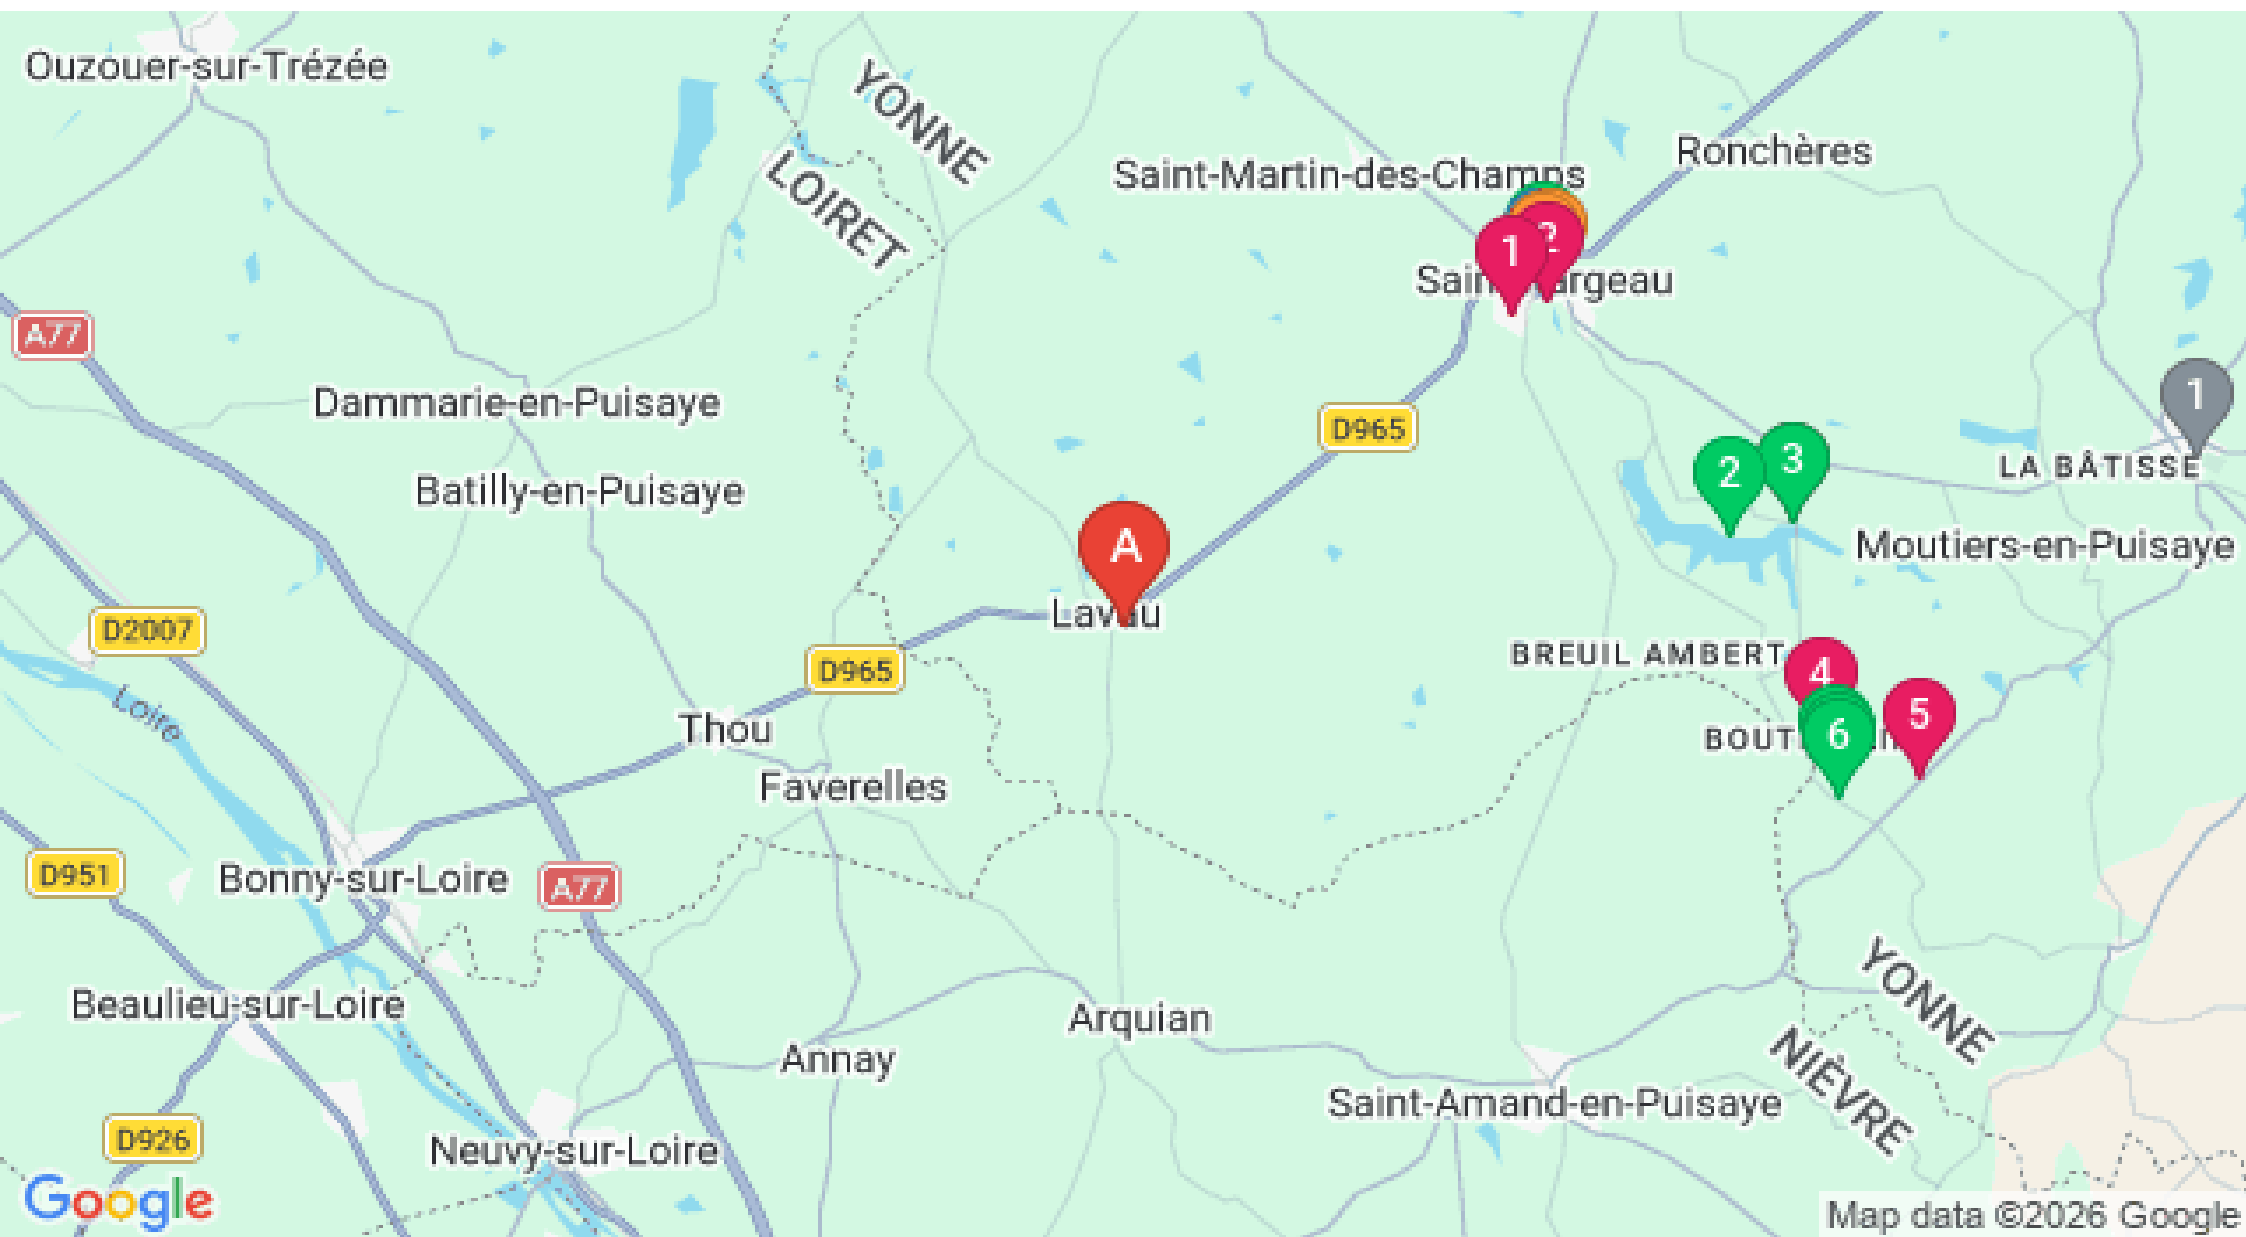 Ouzouer-sur-Trézée
YONNE
LOIRET
Saint-Martin-des-Champs
Ronchères
2
1
A77
D965
1
Dammarie-en-Puisaye
Batilly-en-Puisaye
2
3
LA BÂTISSE
A
Moutiers-en-Puisaye
D2007
D965
BREUIL AMBERT
4
Loire
Thou
5
6
Faverelles
D951
Bonny-sur-Loire
A77
Beaulieu-sur-Loire
Arquian
YONNE
NIÈVRE
Annay
Saint-Amand-en-Puisaye
D926
Neuvy-sur-Loire
Google
Map data ©2026 Google